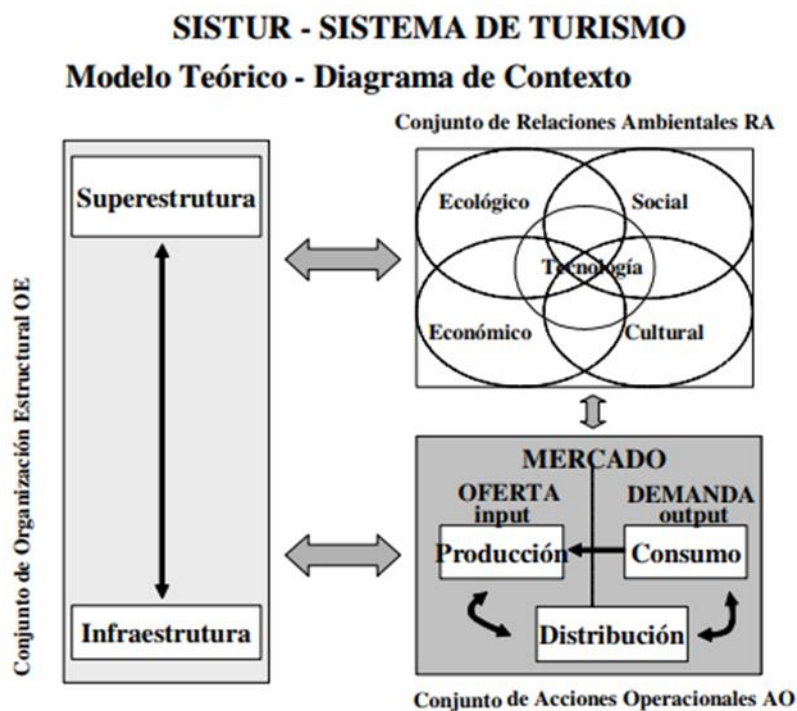 SISTUR - SISTEMA DE TURISMO
Modelo Teórico - Diagrama de Contexto
Conjunto de Organización Estructural OE
Superestrutura
Infraestrutura
Conjunto de Relaciones Ambientales RA
Ecológico
Social
Tecnología
Económico
Cultural
MERCADO
OFERTA
input
DEMANDA
output
Producción
Consumo
Distribución
Conjunto de Acciones Operacionales AO